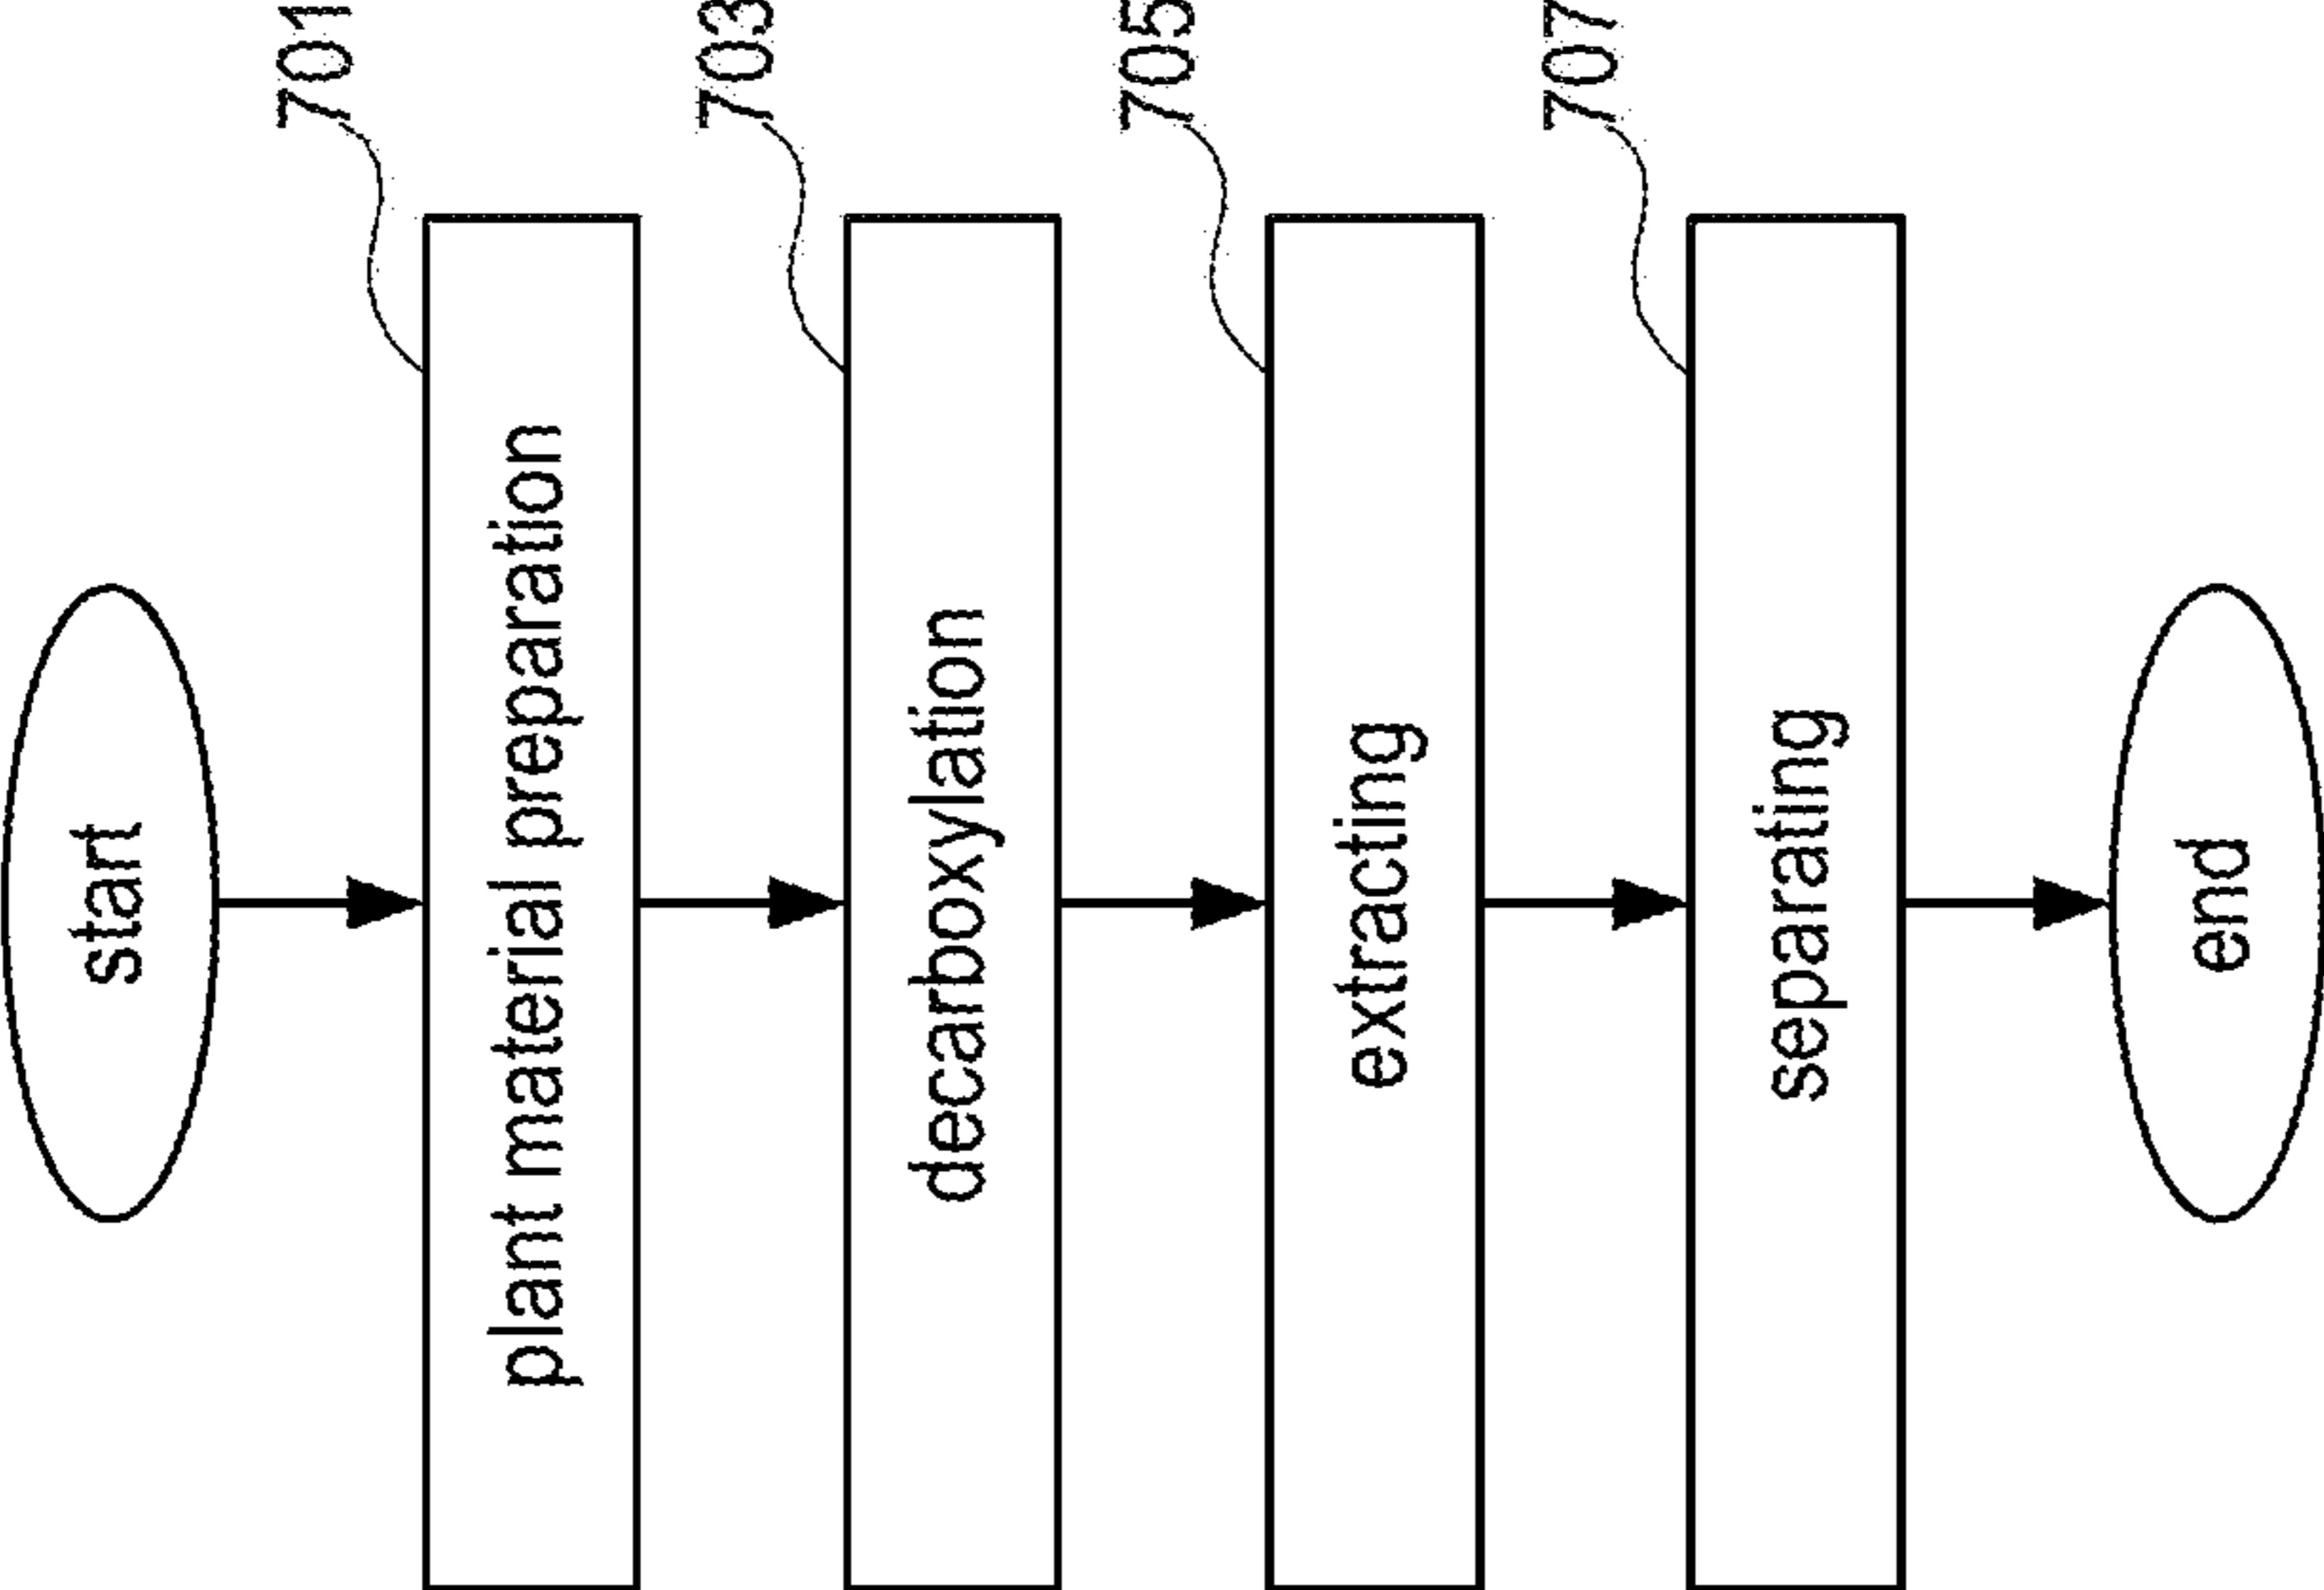 start
701
plant material preparation
703
decarboxylation
705
extracting
707
separating
end